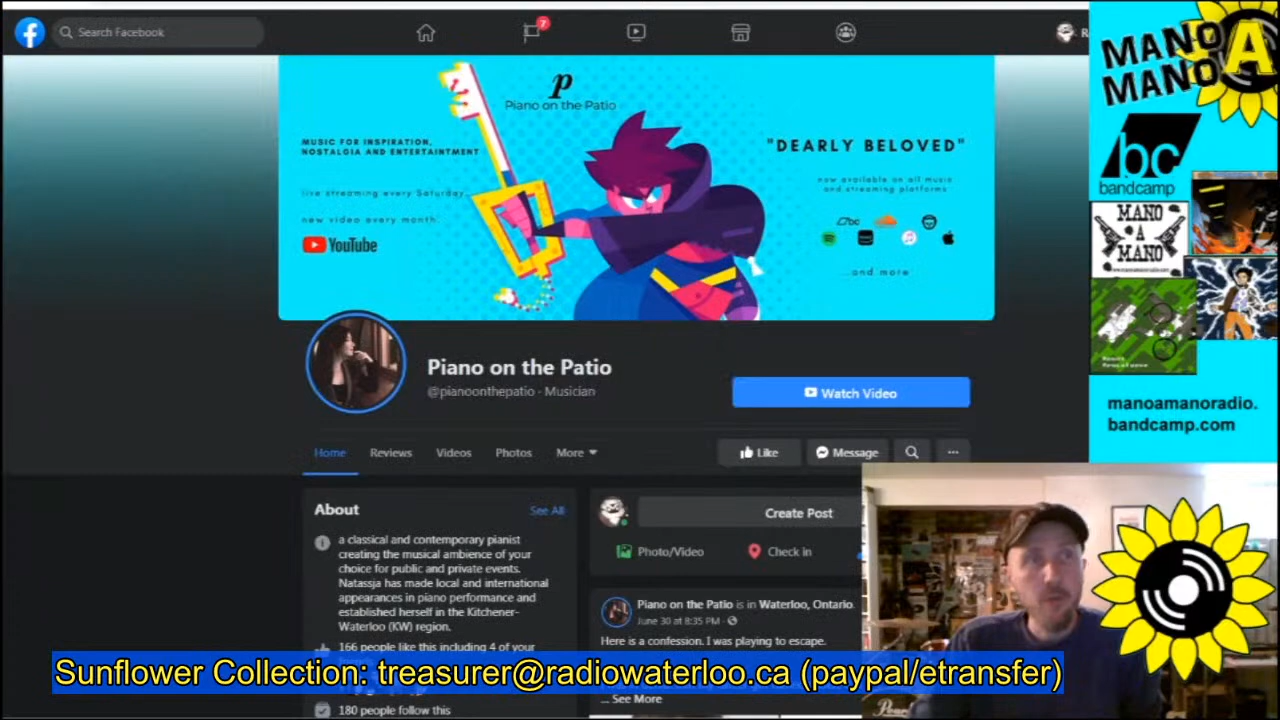 Search Facebook
7
R
MANO A
MANO
bc
bandcamp
MANO
A
MANO
manoamanoradio.
bandcamp.com
p
Piano on the Patio
MUSIC FOR INSPIRATION,
NOSTALGIA AND ENTERTAINTMENT
live streaming every Saturday
new video every month.
YouTube
"DEARLY BELOVED"
now available on all music
and streaming platforms
...and more
Piano on the Patio
@pianoonthepatio · Musician
Watch Video
Home Reviews Videos Photos More
Like Message
About See All
a classical and contemporary pianist
creating the musical ambience of your
choice for public and private events.
Natassja has made local and international
appearances in piano performance and
established herself in the Kitchener-
Waterloo (KW) region.
166 people like this including 4 of your
180 people follow this
Create Post
Photo/Video Check in
Piano on the Patio is in Waterloo, Ontario.
June 30 at 8:35 PM ·
Here is a confession. I was playing to escape.
... See More
Sunflower Collection: treasurer@radiowaterloo.ca (paypal/etransfer)
Pearl